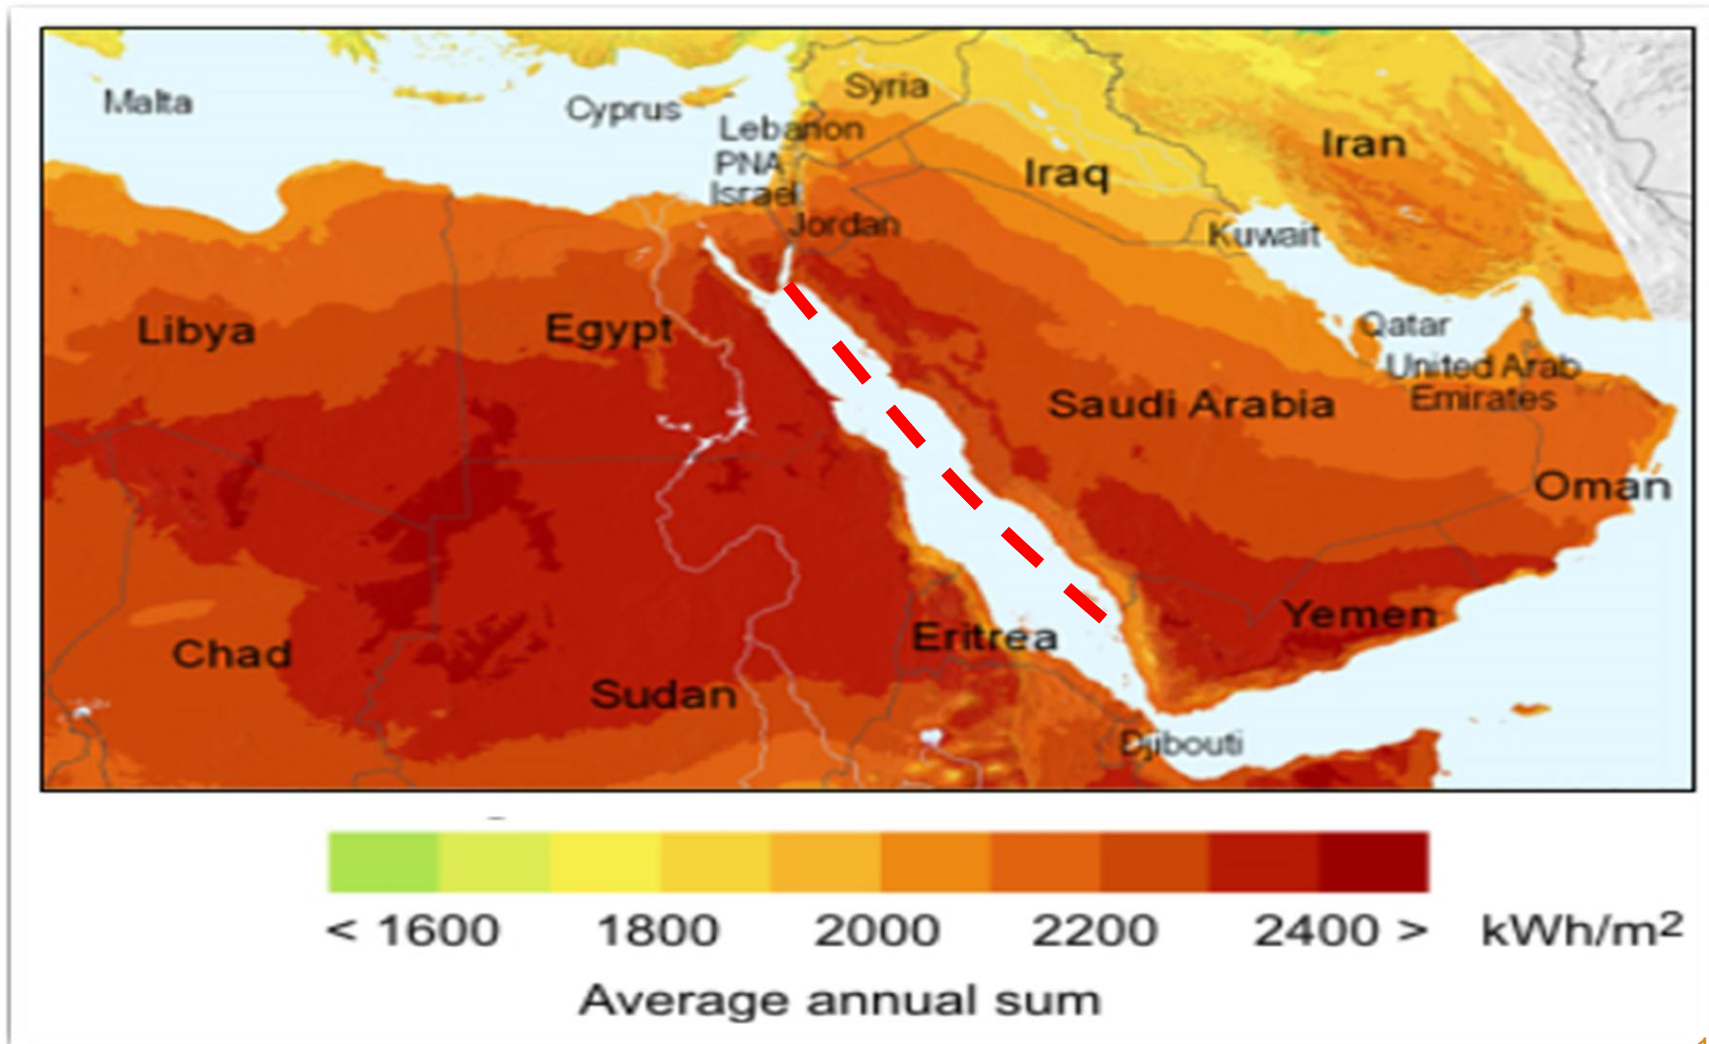 Malta
Cyprus
Syria
Lebanon
PNA
Israel
Jordan
Iraq
Iran
Kuwait
Libya
Egypt
Saudi Arabia
Qatar
United Arab
Emirates
Oman
Chad
Sudan
Eritrea
Yemen
Djibouti
< 1600 1800 2000 2200 2400 > kWh/m²
Average annual sum